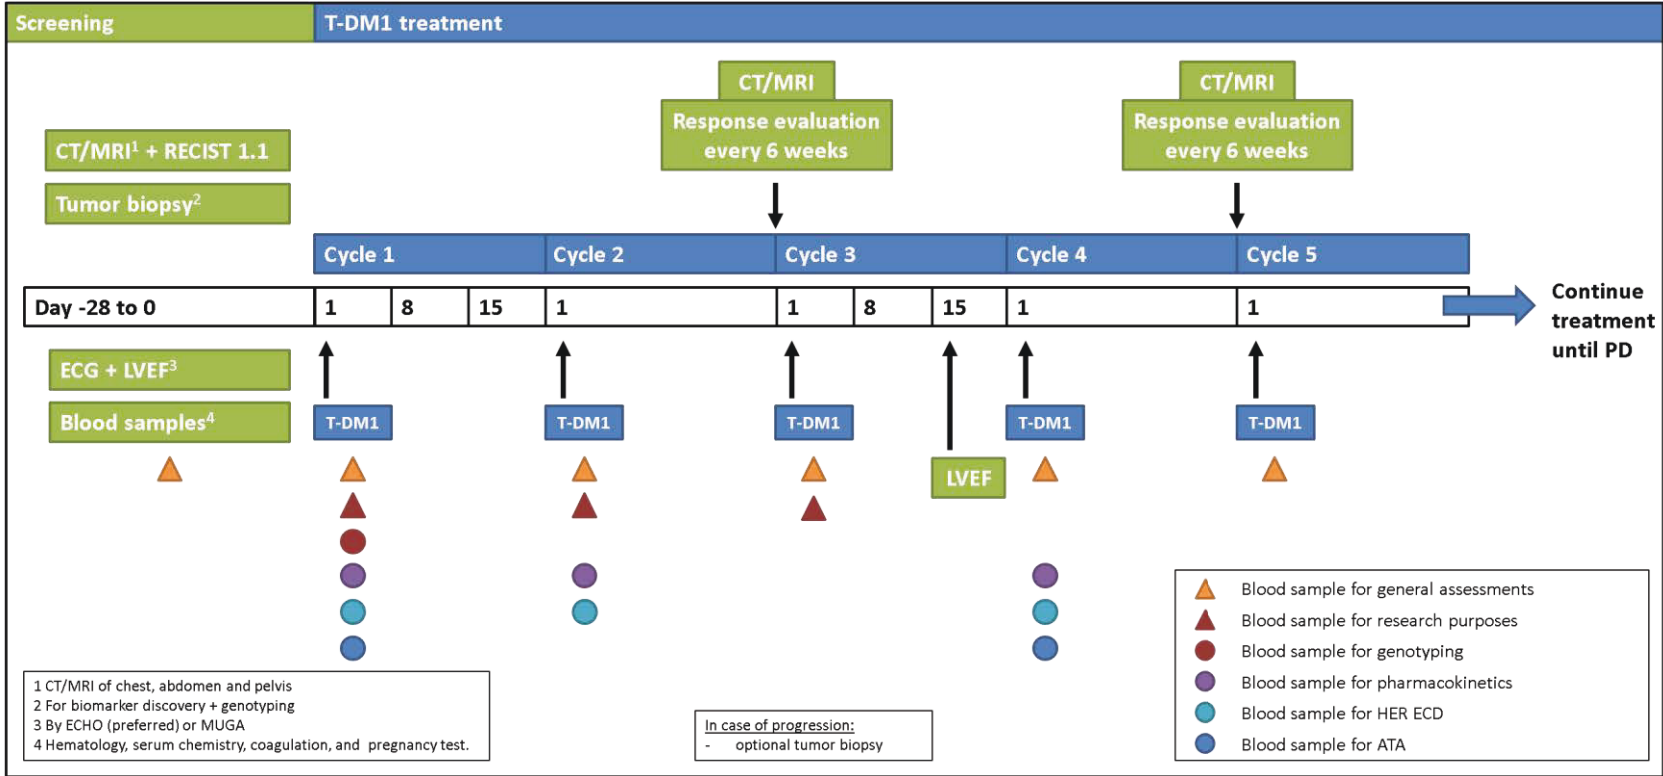 Screening
T-DM1 treatment
CT/MRI
Response evaluation
every 6 weeks
CT/MRI
Response evaluation
every 6 weeks
CT/MRI¹ + RECIST 1.1
Tumor biopsy²
Cycle 1
Cycle 2
Cycle 3
Cycle 4
Cycle 5
Day -28 to 0
1
8
15
1
1
8
15
1
1
Continue
treatment
until PD
ECG + LVEF³
Blood samples⁴
T-DM1
T-DM1
T-DM1
T-DM1
T-DM1
LVEF
Blood sample for general assessments
Blood sample for research purposes
Blood sample for genotyping
Blood sample for pharmacokinetics
Blood sample for HER ECD
Blood sample for ATA
1 CT/MRI of chest, abdomen and pelvis
2 For biomarker discovery + genotyping
3 By ECHO (preferred) or MUGA
4 Hematology, serum chemistry, coagulation, and pregnancy test.
In case of progression:
- optional tumor biopsy